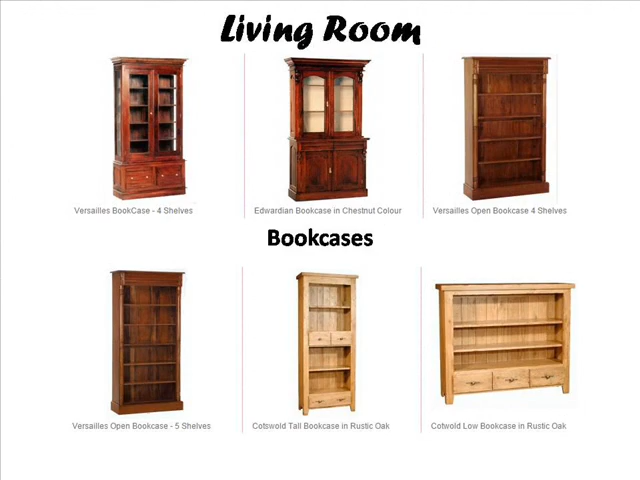 Living Room
Versailles BookCase - 4 Shelves
Edwardian Bookcase in Chestnut Colour
Versailles Open Bookcase 4 Shelves
Bookcases
Versailles Open Bookcase - 5 Shelves
Cotswold Tall Bookcase in Rustic Oak
Cotwold Low Bookcase in Rustic Oak